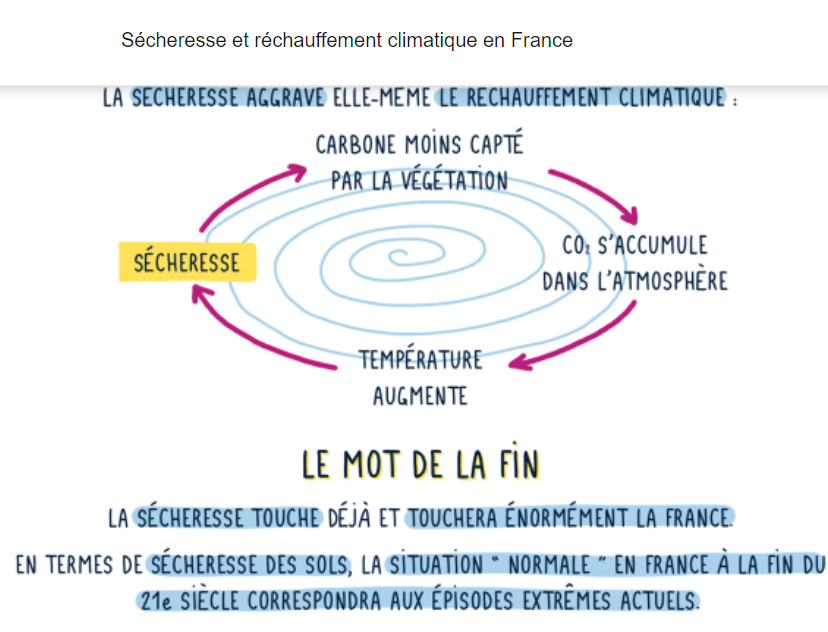 Sécheresse et réchauffement climatique en France
LA SÉCHERESSE AGGRAVE ELLE-MÊME LE RÉCHAUFFEMENT CLIMATIQUE :
CARBONE MOINS CAPTÉ
PAR LA VÉGÉTATION
CO₂ S'ACCUMULE
DANS L'ATMOSPHÈRE
TEMPÉRATURE
AUGMENTE
SÉCHERESSE
LE MOT DE LA FIN
LA SÉCHERESSE TOUCHE DÉJÀ ET TOUCHERA ÉNORMÉMENT LA FRANCE.
EN TERMES DE SÉCHERESSE DES SOLS, LA SITUATION " NORMALE " EN FRANCE À LA FIN DU
21e SIÈCLE CORRESPONDRA AUX ÉPISODES EXTRÊMES ACTUELS.